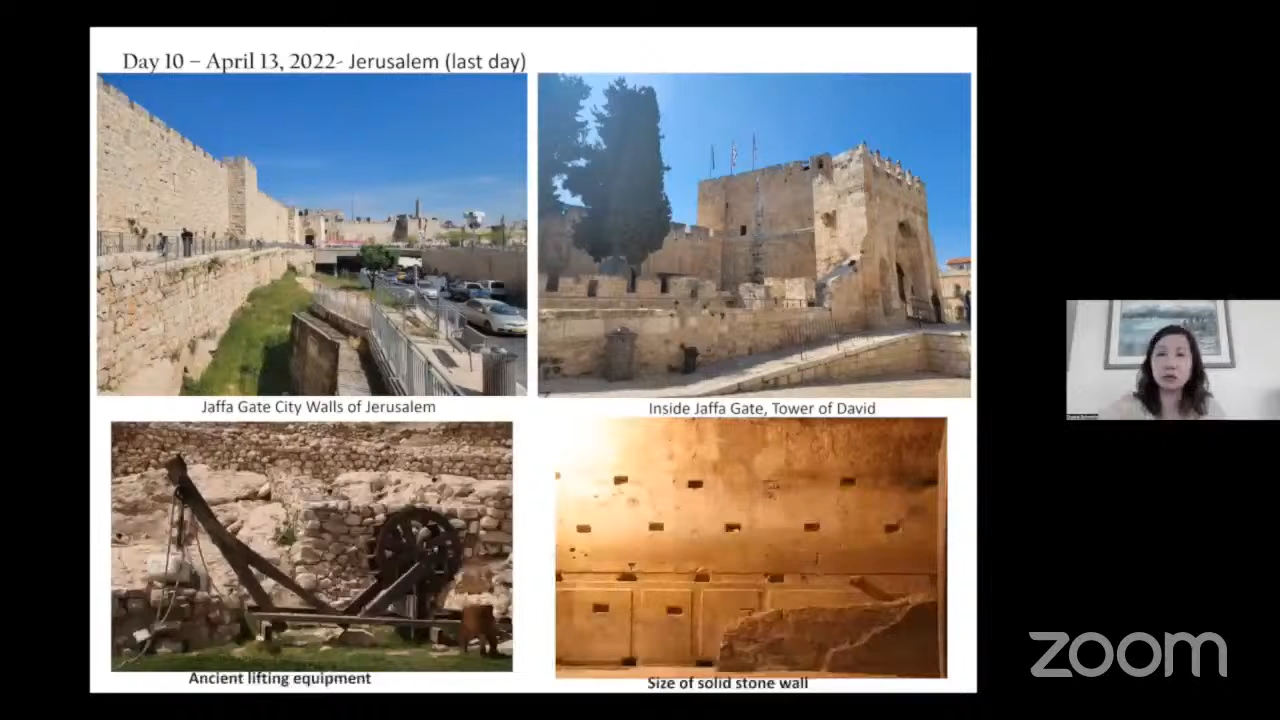 Day 10 – April 13, 2022- Jerusalem (last day)
Jaffa Gate City Walls of Jerusalem
Inside Jaffa Gate, Tower of David
Ancient lifting equipment
Size of solid stone wall
zoom